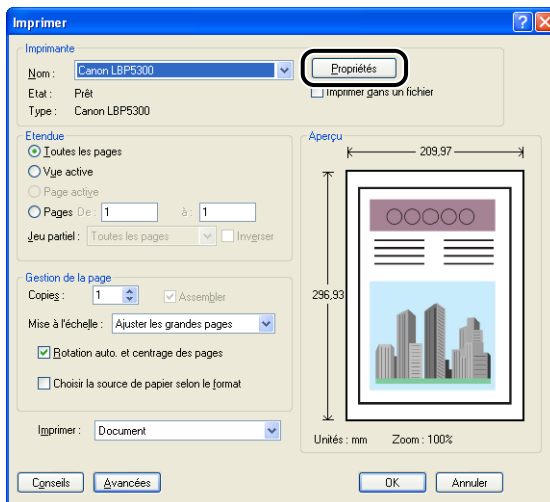 Imprimer
Imprimante
Nom : Canon LBP5300 Propriétés
Etat : Prêt Imprimer dans un fichier
Type : Canon LBP5300
Etendue
Toutes les pages
Vue active
Page active
Pages De : 1 à : 1
Jeu partiel : Toutes les pages Inverser
Gestion de la page
Copies : 1 Assembler
Mise à l'échelle : Ajuster les grandes pages
Rotation auto. et centrage des pages
Choisir la source de papier selon le format
Imprimer : Document
Aperçu
209,97
296,93
Unités : mm Zoom : 100%
Conseils Avancées OK Annuler